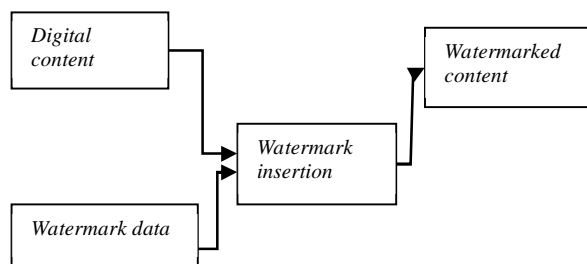 Digital
content
Watermarked
content
Watermark
insertion
Watermark data